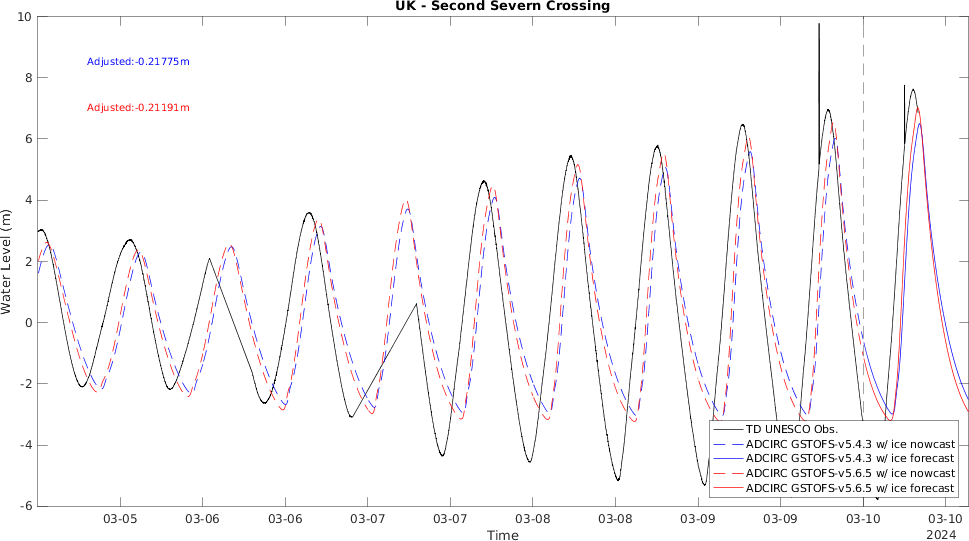 UK - Second Severn Crossing
10
8
6
4
2
0
-2
-4
-6
Water Level (m)
Adjusted:-0.21775m
Adjusted:-0.21191m
TD UNESCO Obs.
ADCIRC GSTOFS-v5.4.3 w/ ice nowcast
ADCIRC GSTOFS-v5.4.3 w/ ice forecast
ADCIRC GSTOFS-v5.6.5 w/ ice nowcast
ADCIRC GSTOFS-v5.6.5 w/ ice forecast
03-05 03-06 03-06 03-07 03-07 03-08 03-08 03-09 03-09 03-10 03-10
2024
Time